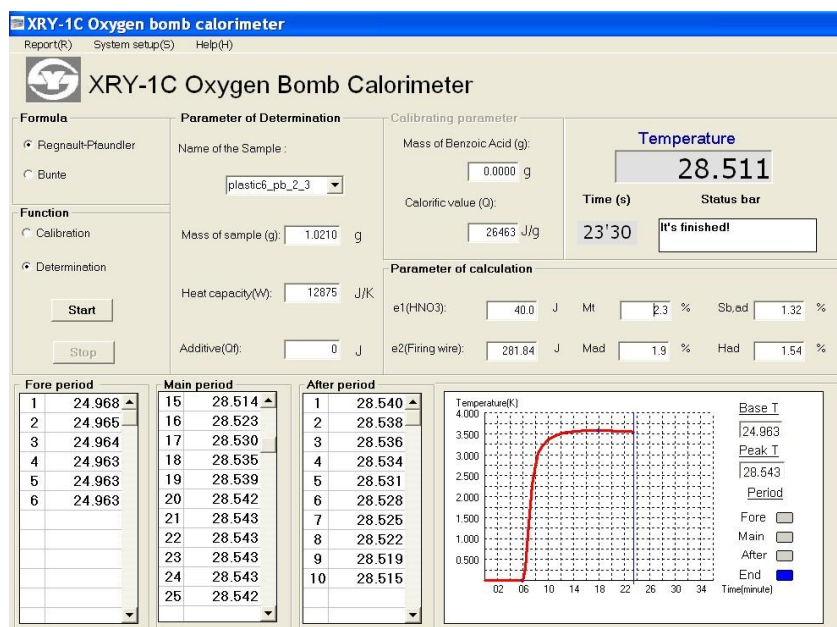 XRY-1C Oxygen bomb calorimeter
Report(R) System setup(S) Help(H)
XRY-1C Oxygen Bomb Calorimeter
Formula
Regnault-Pfaundler
Bunte
Function
Calibration
Determination
Start
Stop
Parameter of Determination
Name of the Sample :
plastic6_pb_2_3
Mass of sample (g): 1.0210 g
Heat capacity(W): 12875 J/K
Additive(Qf): 0 J
Calibrating parameter
Mass of Benzoic Acid (g):
0.0000 g
Calorific value (Q):
26463 J/g
Temperature
28.511
Time (s) Status bar
23'30 It's finished!
Parameter of calculation
e1(HNO3): 40.0 J Mt 2.3 % Sb,ad 1.32 %
e2(Firing wire): 281.84 J Mad 1.9 % Had 1.54 %
Fore period
1 24.968
2 24.965
3 24.964
4 24.963
5 24.963
6 24.963
Main period
15 28.514
16 28.523
17 28.530
18 28.535
19 28.539
20 28.542
21 28.543
22 28.543
23 28.543
24 28.543
25 28.542
After period
1 28.540
2 28.538
3 28.536
4 28.534
5 28.531
6 28.528
7 28.525
8 28.522
9 28.519
10 28.515
Temperature(K)
4.000
3.500
3.000
2.500
2.000
1.500
1.000
0.500
02 06 10 14 18 22 26 30 34 Time(minute)
Base T
24.963
Peak T
28.543
Period
Fore
Main
After
End